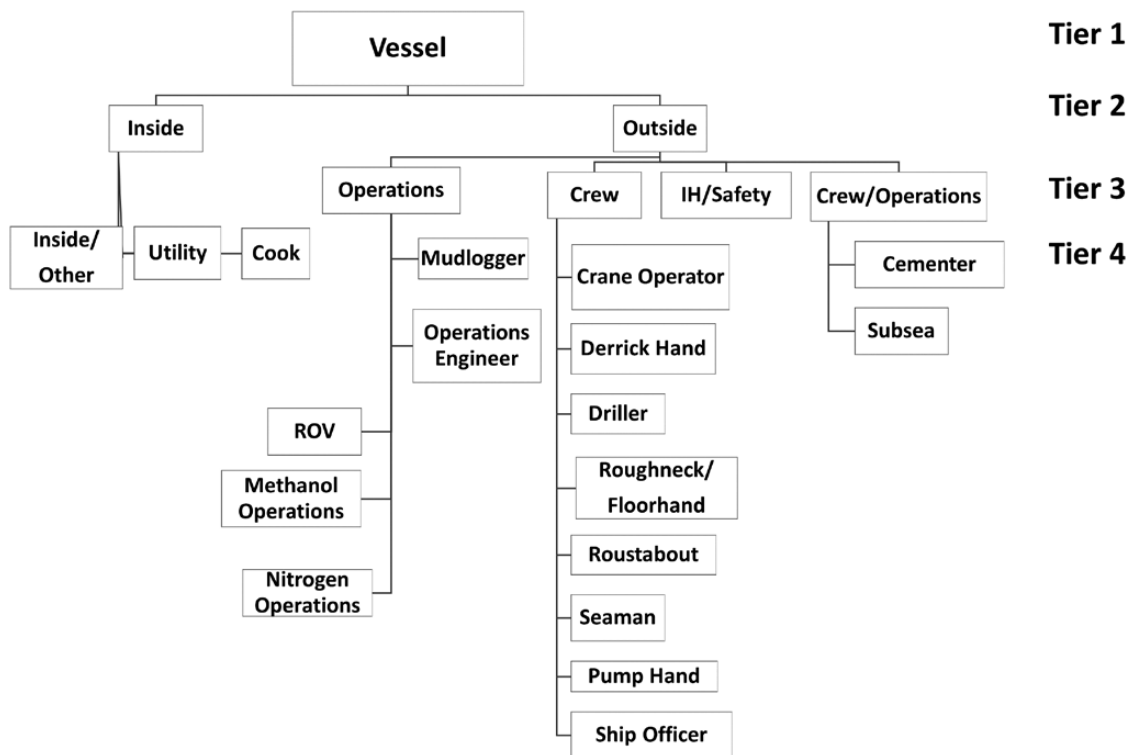 Vessel
Tier 1
Inside
Outside
Tier 2
Operations
Crew
IH/Safety
Crew/Operations
Tier 3
Inside/
Other
Utility
Cook
Mudlogger
Crane Operator
Cementer
Tier 4
Operations
Engineer
Derrick Hand
Subsea
ROV
Driller
Methanol
Operations
Roughneck/
Floorhand
Nitrogen
Operations
Roustabout
Seaman
Pump Hand
Ship Officer